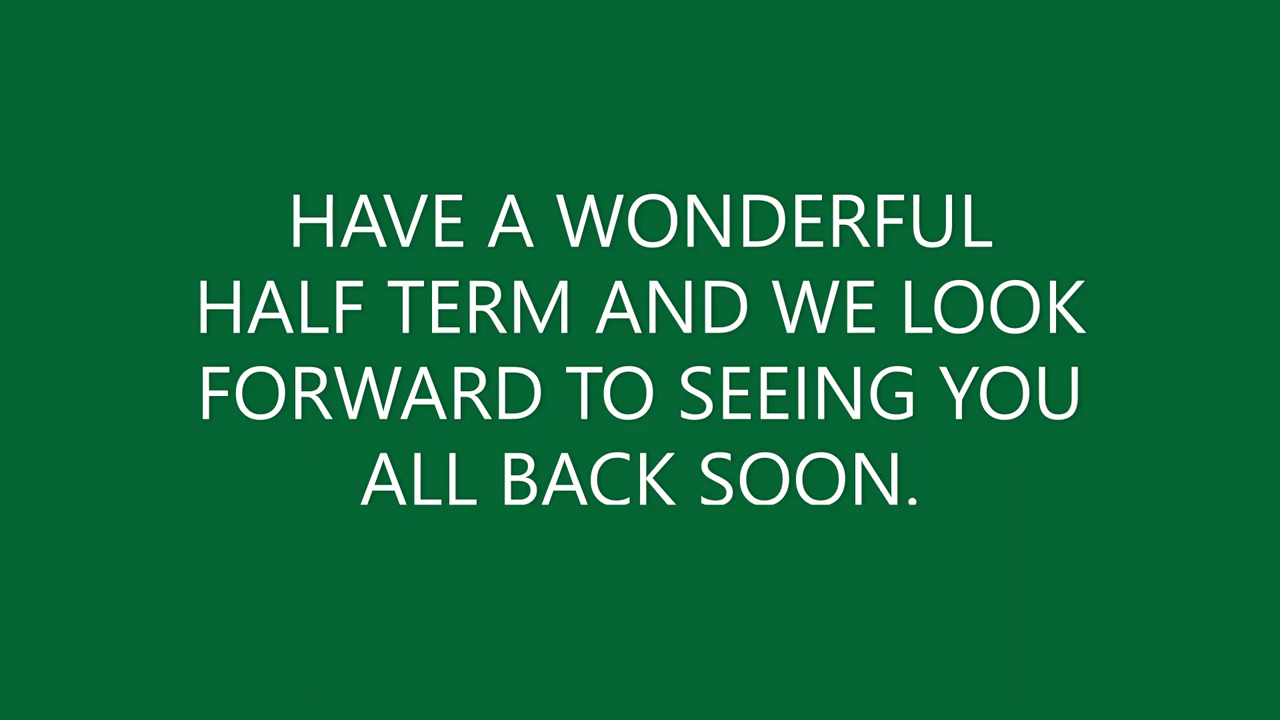 HAVE A WONDERFUL
HALF TERM AND WE LOOK
FORWARD TO SEEING YOU
ALL BACK SOON.